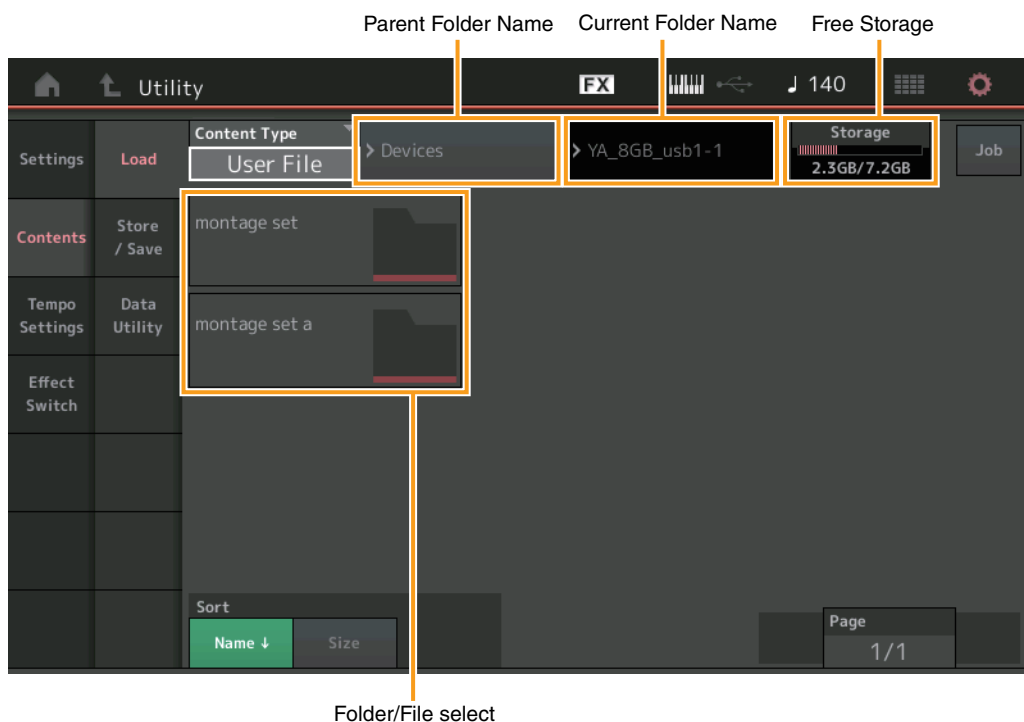 Parent Folder Name Current Folder Name Free Storage
Utility FX 140
Settings
Load
Content Type
User File
> Devices
> YA_8GB_usb1-1
Storage
2.3GB/7.2GB
Job
Contents
Store
/ Save
montage set
Tempo
Settings
Data
Utility
montage set a
Effect
Switch
Sort
Name ↓
Size
Page
1/1
Folder/File select